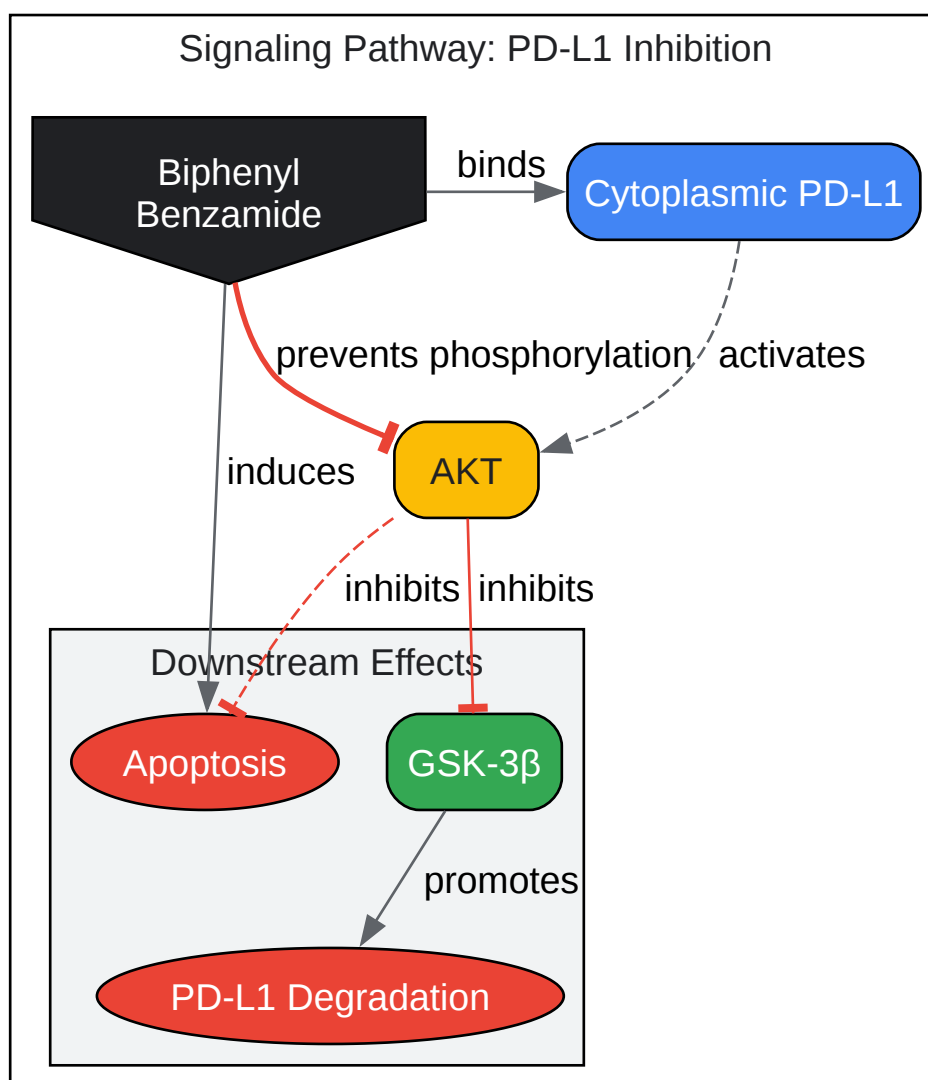 Signaling Pathway: PD-L1 Inhibition
Biphenyl
Benzamide
binds
Cytoplasmic PD-L1
prevents phosphorylation
activates
AKT
induces
inhibits
inhibits
Downstream Effects
Apoptosis
GSK-3β
promotes
PD-L1 Degradation